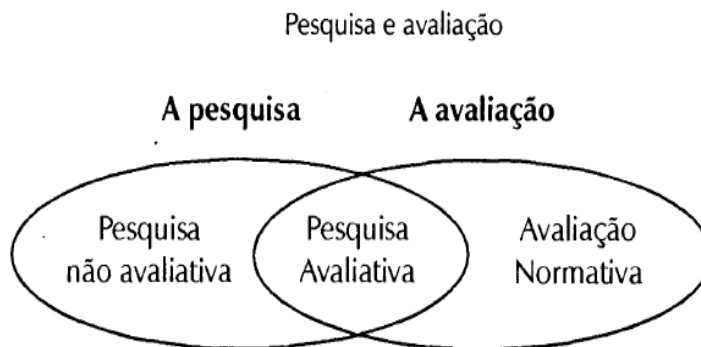 Pesquisa e avaliação
A pesquisa
A avaliação
Pesquisa
não avaliativa
Pesquisa
Avaliativa
Avaliação
Normativa